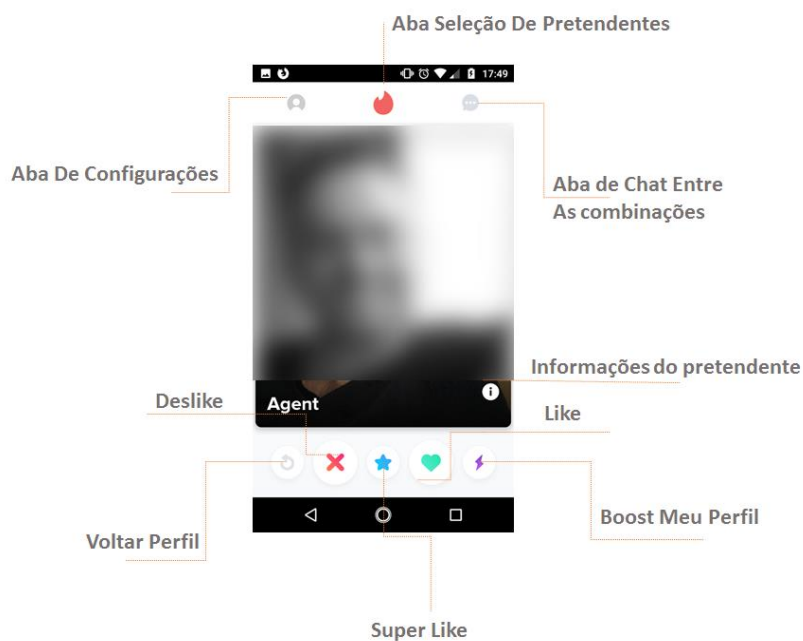 Aba Seleção De Pretendentes
17:49
Aba De Configurações
Aba de Chat Entre
As combinações
Informações do pretendente
Deslike
Agent
i
Like
Voltar Perfil
Boost Meu Perfil
Super Like